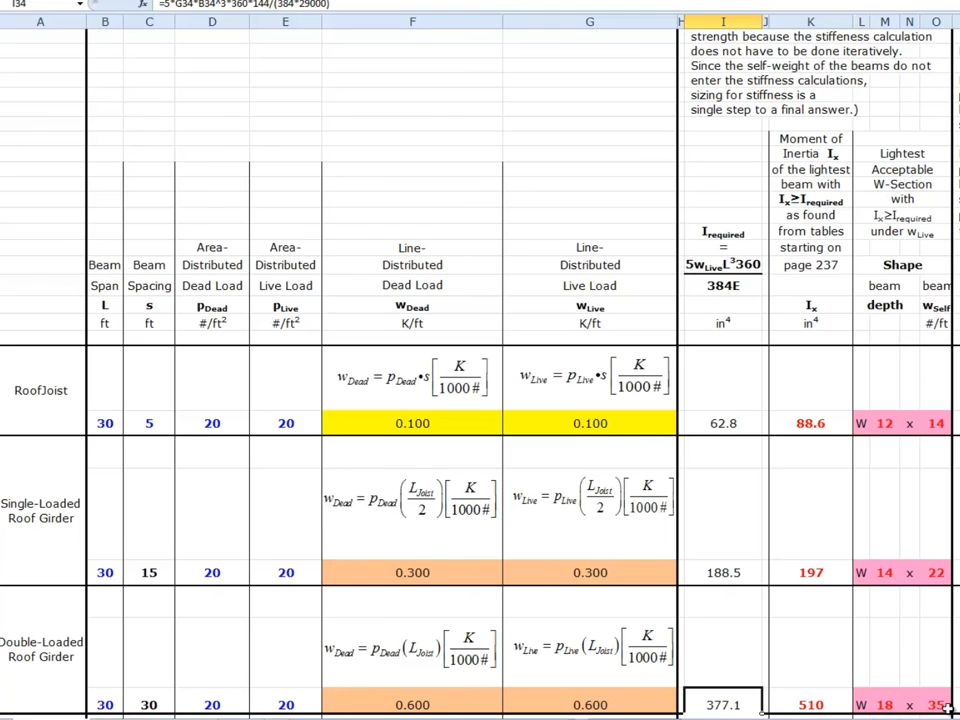 I34 fx =5*G34*B34^3*360*144/(384*29000)
A B C D E F G H I J K L M N O
strength because the stiffeness calculation
does not have to be done iteratively.
Since the self-weight of the beams do not
enter the stiffness calculations,
sizing for stiffness is a
single step to a final answer.)
Moment of
Inertia Ix
of the lightest
beam with
Ix≥Irequired
as found
from tables
starting on
page 237
Ix
in4
Lightest
Acceptable
W-Section
with
Ix≥Irequired
under wLive
Shape
beam
depth
beam
wSelf
#/ft
Irequired
=
5wLiveL3360
384E
in4
Beam
Span
L
ft
Beam
Spacing
s
ft
Area-
Distributed
Dead Load
pDead
#/ft2
Area-
Distributed
Live Load
pLive
#/ft2
Line-
Distributed
Dead Load
wDead
K/ft
Line-
Distributed
Live Load
wLive
K/ft
RoofJoist
wDead = pDead•s[K/1000#]
wLive = pLive•s[K/1000#]
30 5 20 20 0.100 0.100 62.8 88.6 W 12 x 14
Single-Loaded
Roof Girder
wDead = pDead(LJoist/2)[K/1000#]
wLive = pLive(LJoist/2)[K/1000#]
30 15 20 20 0.300 0.300 188.5 197 W 14 x 22
Double-Loaded
Roof Girder
wDead = pDead(LJoist)[K/1000#]
wLive = pLive(LJoist)[K/1000#]
30 30 20 20 0.600 0.600 377.1 510 W 18 x 35